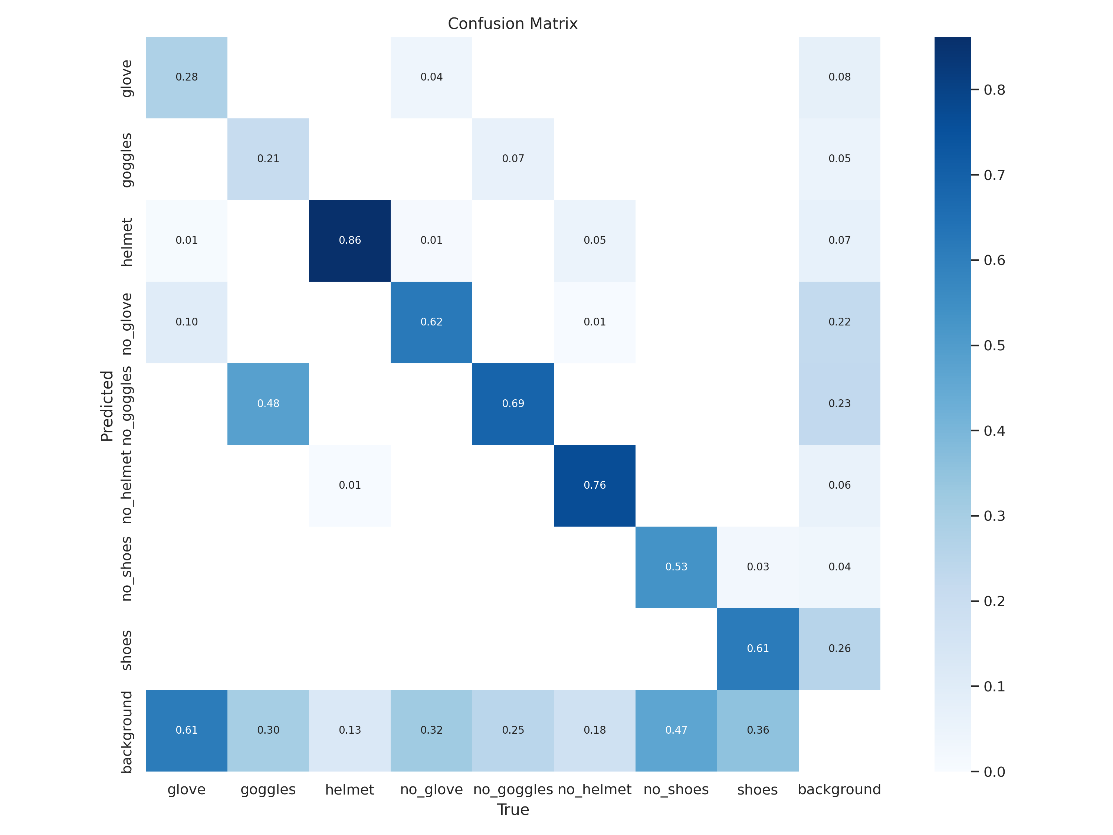 Confusion Matrix
glove 0.28 0.04 0.08
goggles 0.21 0.07 0.05
helmet 0.01 0.86 0.01 0.05 0.07
no_glove 0.10 0.62 0.01 0.22
no_goggles 0.48 0.69 0.23
no_helmet 0.01 0.76 0.06
no_shoes 0.53 0.03 0.04
shoes 0.61 0.26
background 0.61 0.30 0.13 0.32 0.25 0.18 0.47 0.36
Predicted
glove goggles helmet no_glove no_goggles no_helmet no_shoes shoes background
True
0.8
0.7
0.6
0.5
0.4
0.3
0.2
0.1
0.0